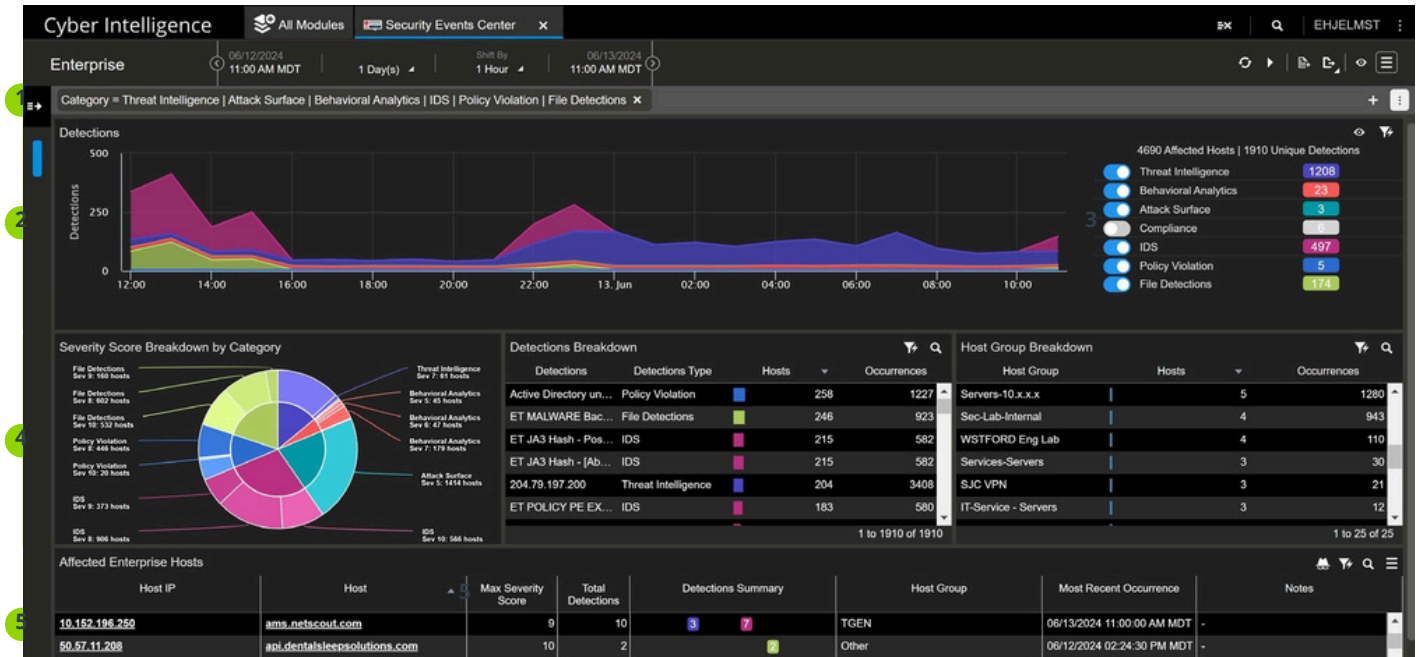 Cyber Intelligence All Modules Security Events Center × EHJELMST
Enterprise 06/12/2024 11:00 AM MDT 1 Day(s) Shift By 1 Hour 06/13/2024 11:00 AM MDT
1 Category = Threat Intelligence | Attack Surface | Behavioral Analytics | IDS | Policy Violation | File Detections × +
Detections
4690 Affected Hosts | 1910 Unique Detections
500
250
0
Detections
12:00 14:00 16:00 18:00 20:00 22:00 13. Jun 02:00 04:00 06:00 08:00 10:00
2
3
Threat Intelligence 1208
Behavioral Analytics 23
Attack Surface 3
Compliance 6
IDS 497
Policy Violation 5
File Detections 174
Severity Score Breakdown by Category
File Detections
Sev 9: 160 hosts
File Detections
Sev 8: 602 hosts
File Detections
Sev 10: 532 hosts
Policy Violation
Sev 8: 446 hosts
Policy Violation
Sev 10: 20 hosts
IDS
Sev 9: 373 hosts
IDS
Sev 8: 906 hosts
Threat Intelligence
Sev 7: 61 hosts
Behavioral Analytics
Sev 5: 45 hosts
Behavioral Analytics
Sev 6: 47 hosts
Behavioral Analytics
Sev 7: 179 hosts
Attack Surface
Sev 5: 1414 hosts
IDS
Sev 10: 566 hosts
4
Detections Breakdown
Detections Detections Type Hosts Occurrences
Active Directory un... Policy Violation 258 1227
ET MALWARE Bac... File Detections 246 923
ET JA3 Hash - Pos... IDS 215 582
ET JA3 Hash - [Ab... IDS 215 582
204.79.197.200 Threat Intelligence 204 3408
ET POLICY PE EX... IDS 183 580
1 to 1910 of 1910
Host Group Breakdown
Host Group Hosts Occurrences
Servers-10.x.x.x 5 1280
Sec-Lab-Internal 4 943
WSTFORD Eng Lab 4 110
Services-Servers 3 30
SJC VPN 3 21
IT-Service - Servers 3 12
1 to 25 of 25
Affected Enterprise Hosts
Host IP Host 5 Max Severity Score Total Detections Detections Summary Host Group Most Recent Occurrence Notes
5 10.152.196.250 ams.netscout.com 9 10 3 7 TGEN 06/13/2024 11:00:00 AM MDT -
50.57.11.208 api.dentalsleepsolutions.com 10 2 2 Other 06/12/2024 02:24:30 PM MDT -